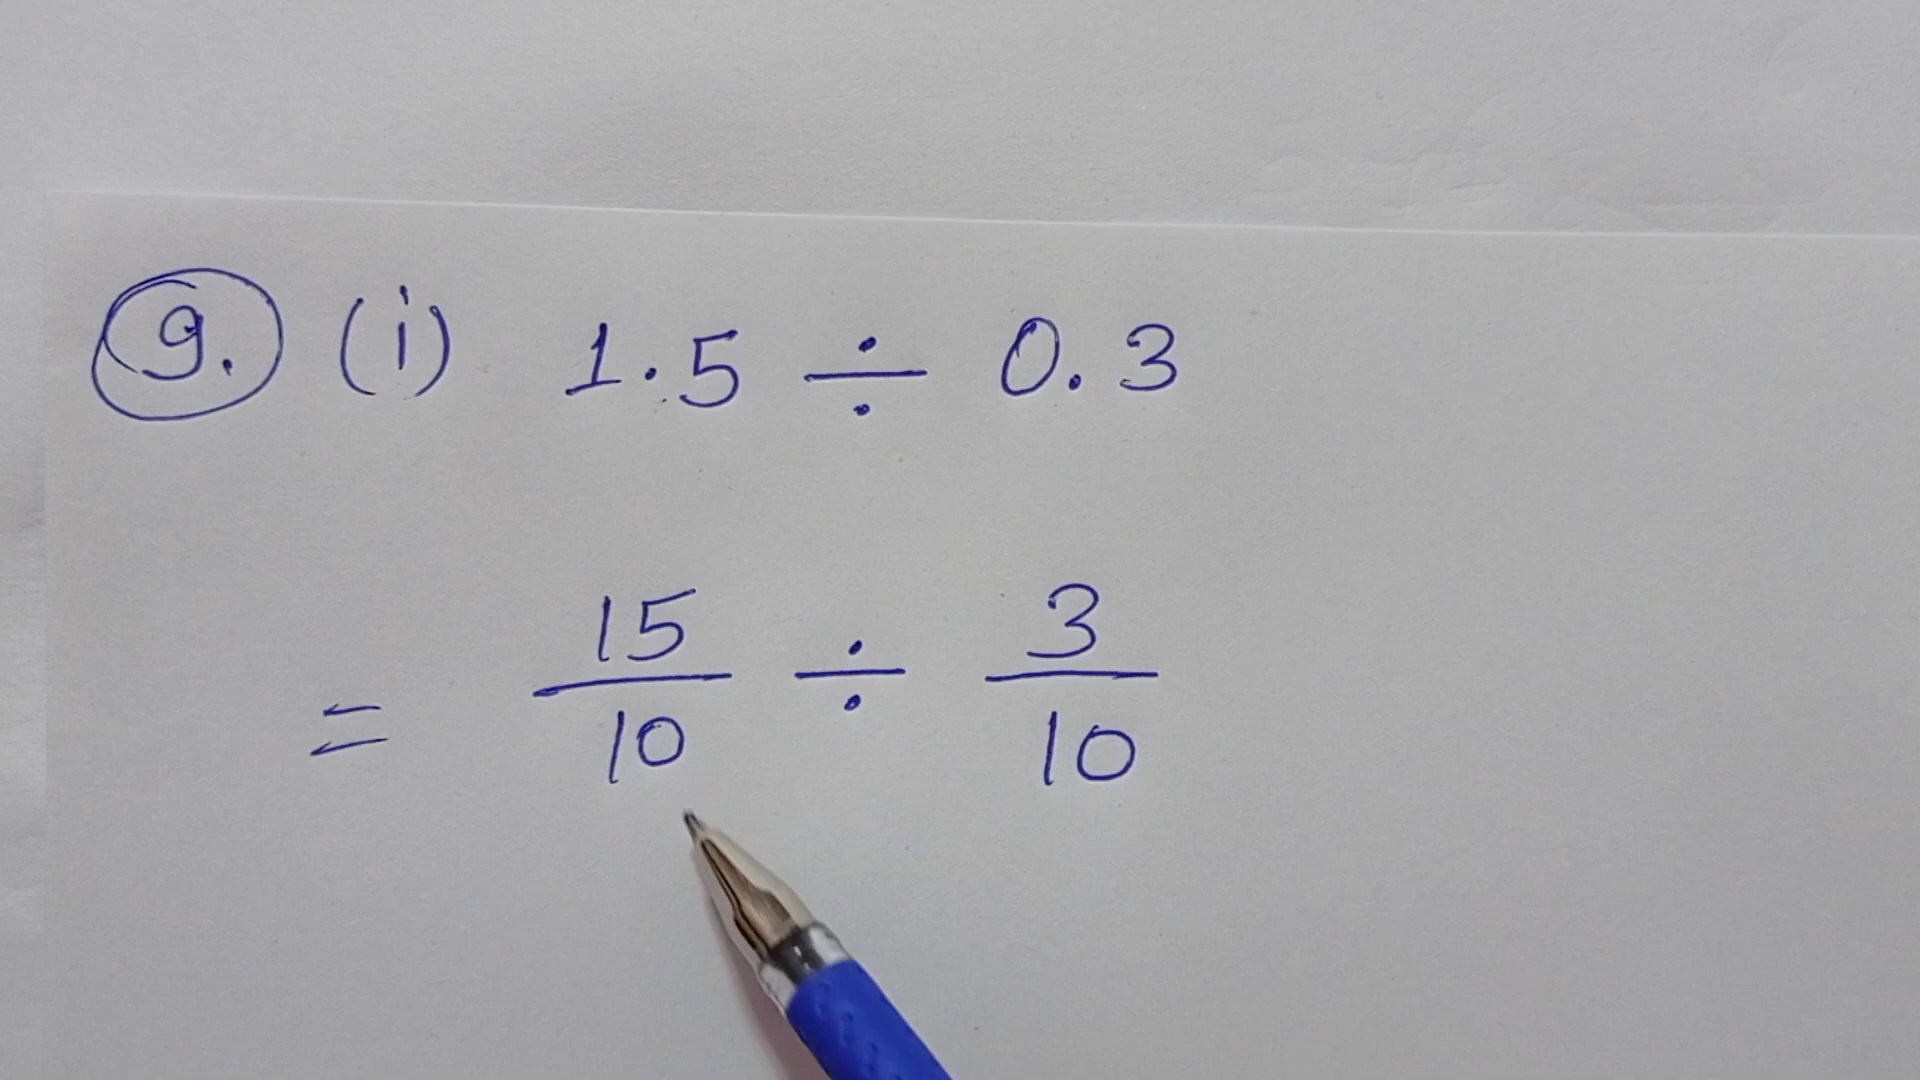 9. (i) 1.5 ÷ 0.3
= 15/10 ÷ 3/10